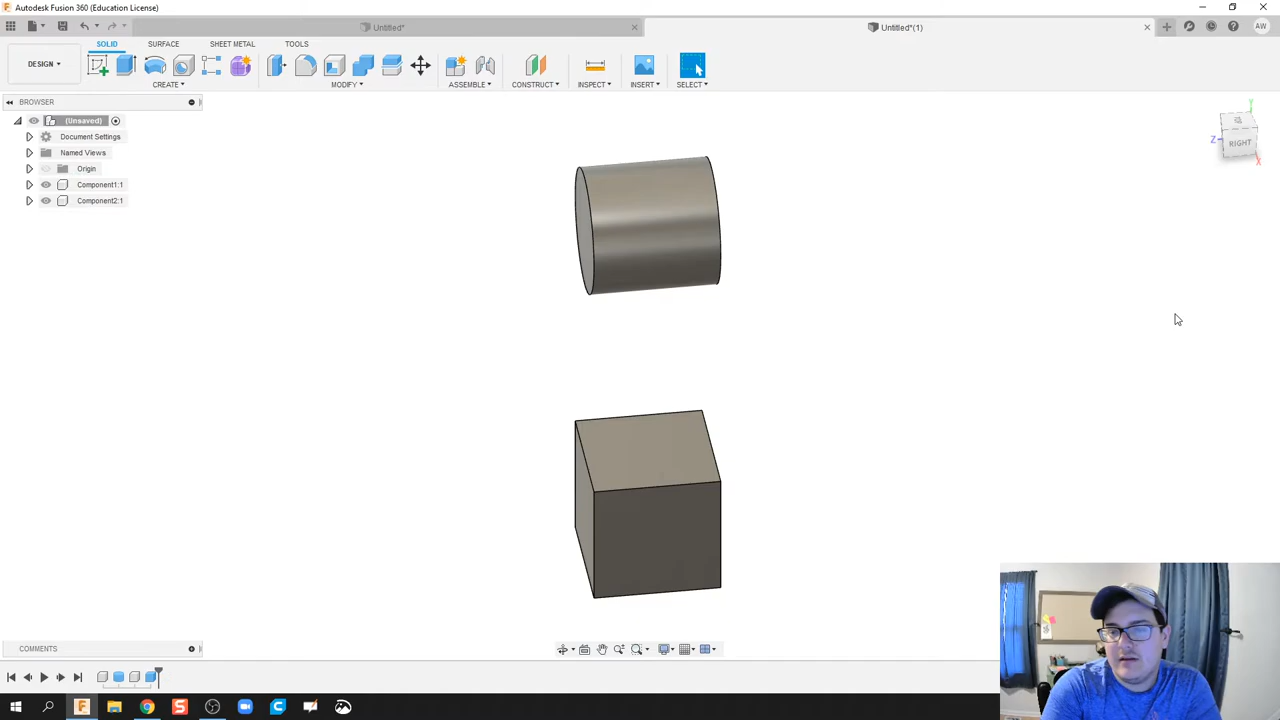 Autodesk Fusion 360 (Education License)
Untitled*
Untitled*(1)
AW
DESIGN
SOLID
SURFACE
SHEET METAL
TOOLS
CREATE
MODIFY
ASSEMBLE
CONSTRUCT
INSPECT
INSERT
SELECT
BROWSER
(Unsaved)
Document Settings
Named Views
Origin
Component1:1
Component2:1
Y
Z
RIGHT
X
COMMENTS